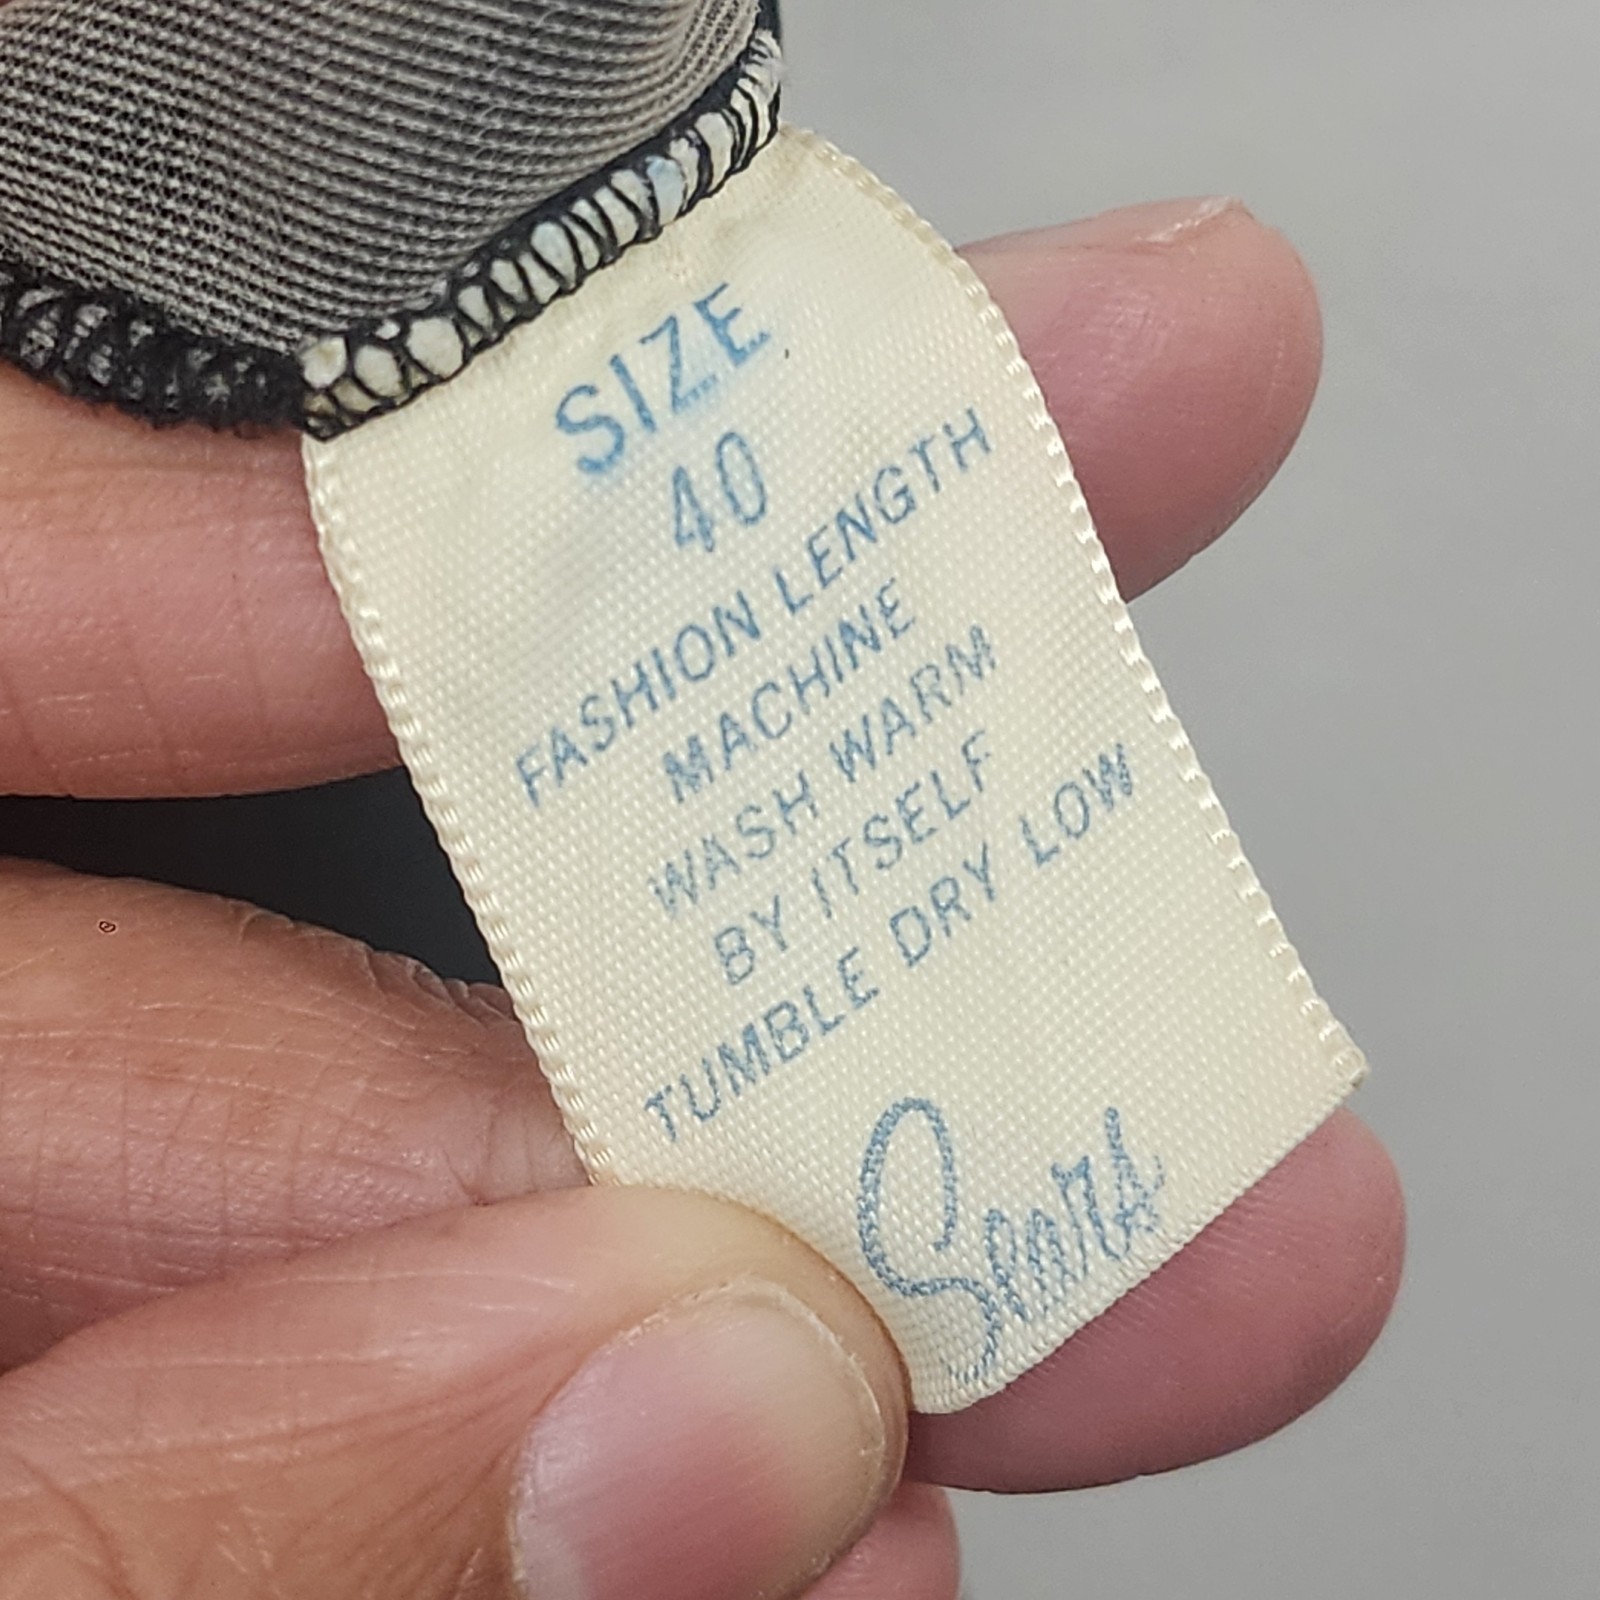 SIZE
40
FASHION LENGTH
MACHINE
WASH WARM
BY ITSELF
TUMBLE DRY LOW
Sears